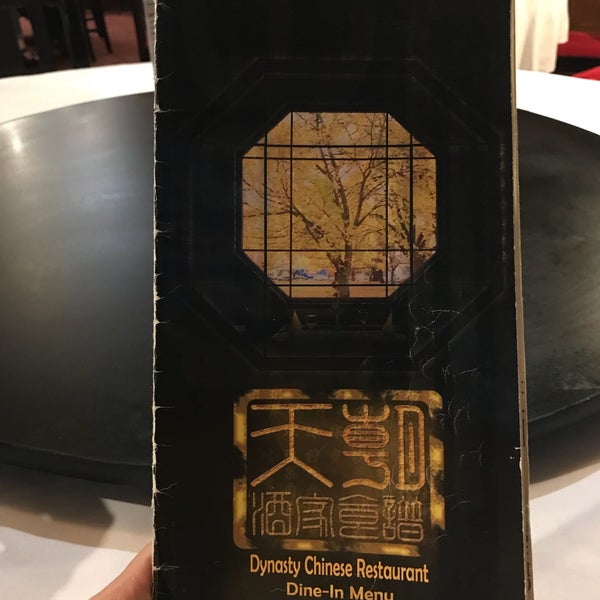 天朝
酒家食譜
Dynasty Chinese Restaurant
Dine-In Menu